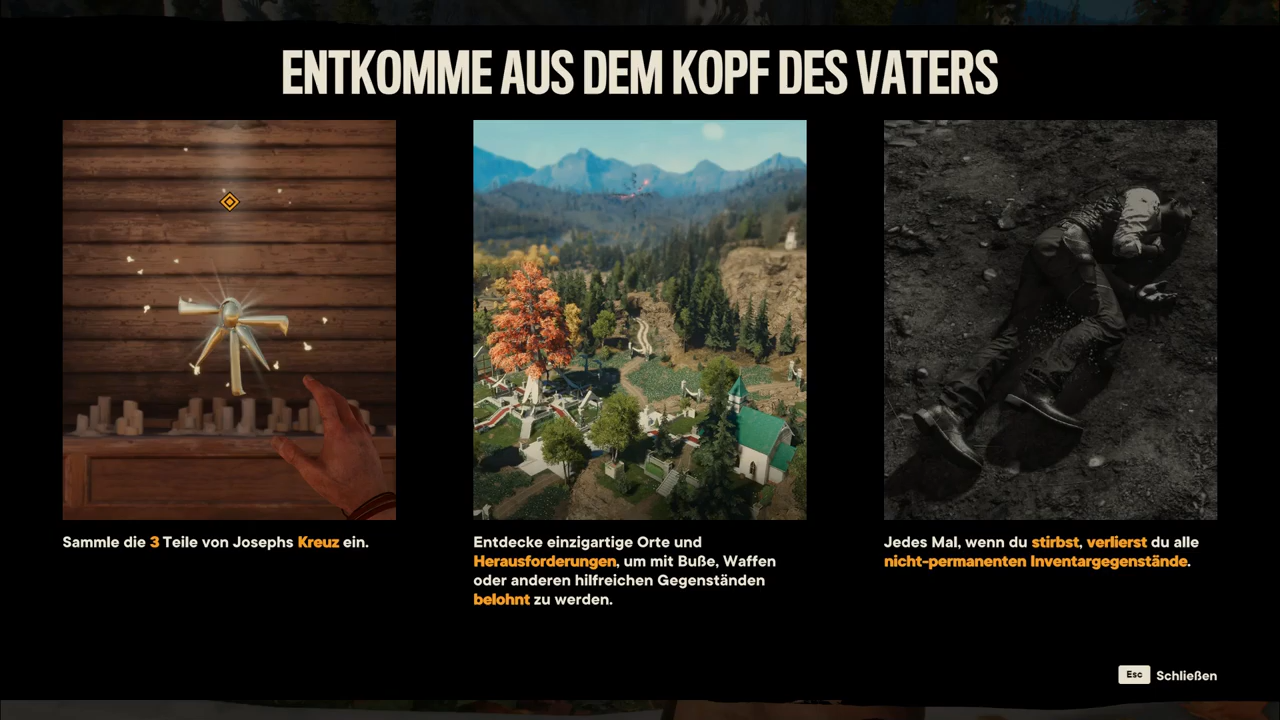 ENTKOMME AUS DEM KOPF DES VATERS
Sammle die 3 Teile von Josephs Kreuz ein.
Entdecke einzigartige Orte und
Herausforderungen, um mit Buße, Waffen
oder anderen hilfreichen Gegenständen
belohnt zu werden.
Jedes Mal, wenn du stirbst, verlierst du alle
nicht-permanenten Inventargegenstände.
Esc Schließen